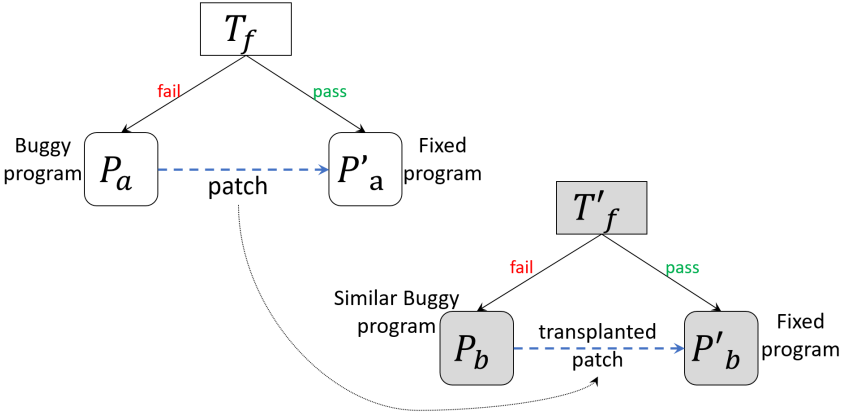 T_f
fail
pass
Buggy
program
P_a
patch
P'_a
Fixed
program
T'_f
fail
pass
Similar Buggy
program
P_b
transplanted
patch
P'_b
Fixed
program